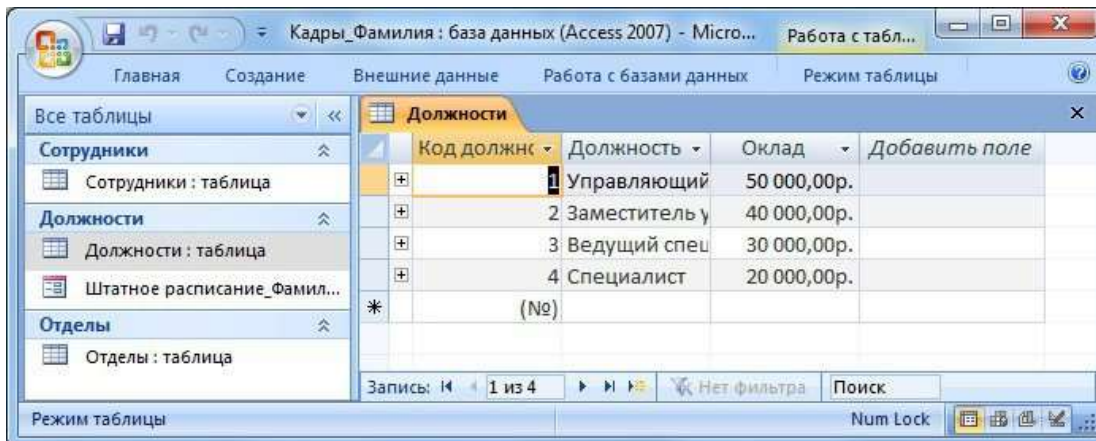 Кадры_Фамилия : база данных (Access 2007) - Micro... Работа с табл...
Главная Создание Внешние данные Работа с базами данных Режим таблицы
Все таблицы
Должности
Сотрудники
Код должно Должность Оклад Добавить поле
Сотрудники : таблица
1 Управляющий 50 000,00р.
Должности
2 Заместитель у 40 000,00р.
Должности : таблица
3 Ведущий спец 30 000,00р.
Штатное расписание_Фамил...
4 Специалист 20 000,00р.
(№)
Отделы
Отделы : таблица
Запись: 1 из 4 Нет фильтра Поиск
Режим таблицы Num Lock